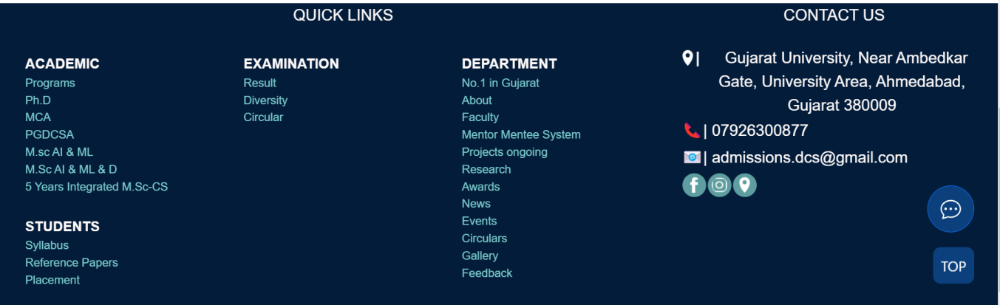 QUICK LINKS
ACADEMIC
Programs
Ph.D
MCA
PGDCSA
M.sc AI & ML
M.Sc AI & ML & D
5 Years Integrated M.Sc-CS
STUDENTS
Syllabus
Reference Papers
Placement
EXAMINATION
Result
Diversity
Circular
DEPARTMENT
No.1 in Gujarat
About
Faculty
Mentor Mentee System
Projects ongoing
Research
Awards
News
Events
Circulars
Gallery
Feedback
CONTACT US
| Gujarat University, Near Ambedkar
Gate, University Area, Ahmedabad,
Gujarat 380009
| 07926300877
| admissions.dcs@gmail.com
TOP